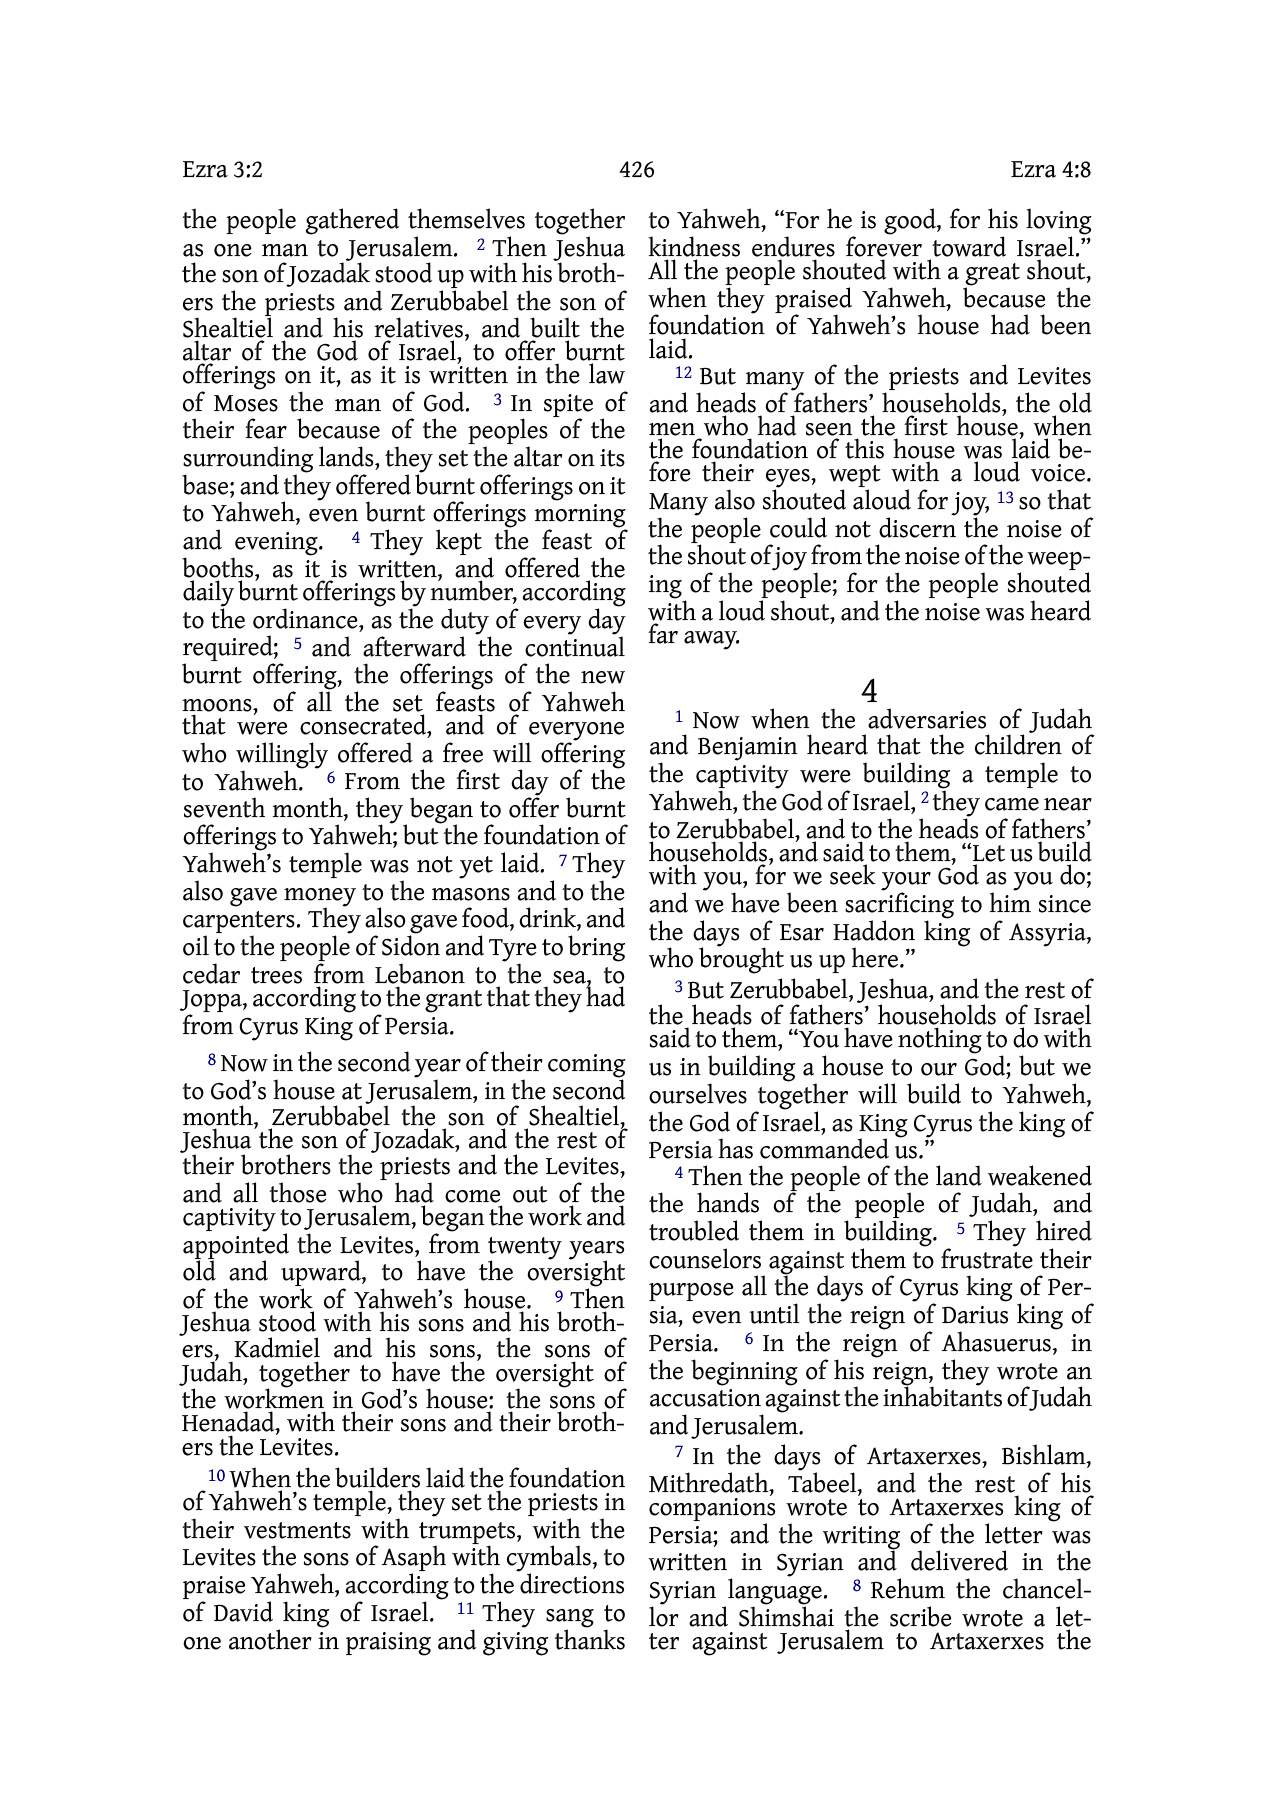 Ezra 3:2 426 Ezra 4:8
the people gathered themselves together
as one man to Jerusalem. 2 Then Jeshua
the son of Jozadak stood up with his broth-
ers the priests and Zerubbabel the son of
Shealtiel and his relatives, and built the
altar of the God of Israel, to offer burnt
offerings on it, as it is written in the law
of Moses the man of God. 3 In spite of
their fear because of the peoples of the
surrounding lands, they set the altar on its
base; and they offered burnt offerings on it
to Yahweh, even burnt offerings morning
and evening. 4 They kept the feast of
booths, as it is written, and offered the
daily burnt offerings by number, according
to the ordinance, as the duty of every day
required; 5 and afterward the continual
burnt offering, the offerings of the new
moons, of all the set feasts of Yahweh
that were consecrated, and of everyone
who willingly offered a free will offering
to Yahweh. 6 From the first day of the
seventh month, they began to offer burnt
offerings to Yahweh; but the foundation of
Yahweh’s temple was not yet laid. 7 They
also gave money to the masons and to the
carpenters. They also gave food, drink, and
oil to the people of Sidon and Tyre to bring
cedar trees from Lebanon to the sea, to
Joppa, according to the grant that they had
from Cyrus King of Persia.
8 Now in the second year of their coming
to God’s house at Jerusalem, in the second
month, Zerubbabel the son of Shealtiel,
Jeshua the son of Jozadak, and the rest of
their brothers the priests and the Levites,
and all those who had come out of the
captivity to Jerusalem, began the work and
appointed the Levites, from twenty years
old and upward, to have the oversight
of the work of Yahweh’s house. 9 Then
Jeshua stood with his sons and his broth-
ers, Kadmiel and his sons, the sons of
Judah, together to have the oversight of
the workmen in God’s house: the sons of
Henadad, with their sons and their broth-
ers the Levites.
10 When the builders laid the foundation
of Yahweh’s temple, they set the priests in
their vestments with trumpets, with the
Levites the sons of Asaph with cymbals, to
praise Yahweh, according to the directions
of David king of Israel. 11 They sang to
one another in praising and giving thanks
to Yahweh, “For he is good, for his loving
kindness endures forever toward Israel.”
All the people shouted with a great shout,
when they praised Yahweh, because the
foundation of Yahweh’s house had been
laid.
12 But many of the priests and Levites
and heads of fathers’ households, the old
men who had seen the first house, when
the foundation of this house was laid be-
fore their eyes, wept with a loud voice.
Many also shouted aloud for joy, 13 so that
the people could not discern the noise of
the shout of joy from the noise of the weep-
ing of the people; for the people shouted
with a loud shout, and the noise was heard
far away.
4
1 Now when the adversaries of Judah
and Benjamin heard that the children of
the captivity were building a temple to
Yahweh, the God of Israel, 2 they came near
to Zerubbabel, and to the heads of fathers’
households, and said to them, “Let us build
with you, for we seek your God as you do;
and we have been sacrificing to him since
the days of Esar Haddon king of Assyria,
who brought us up here.”
3 But Zerubbabel, Jeshua, and the rest of
the heads of fathers’ households of Israel
said to them, “You have nothing to do with
us in building a house to our God; but we
ourselves together will build to Yahweh,
the God of Israel, as King Cyrus the king of
Persia has commanded us.”
4 Then the people of the land weakened
the hands of the people of Judah, and
troubled them in building. 5 They hired
counselors against them to frustrate their
purpose all the days of Cyrus king of Per-
sia, even until the reign of Darius king of
Persia. 6 In the reign of Ahasuerus, in
the beginning of his reign, they wrote an
accusation against the inhabitants of Judah
and Jerusalem.
7 In the days of Artaxerxes, Bishlam,
Mithredath, Tabeel, and the rest of his
companions wrote to Artaxerxes king of
Persia; and the writing of the letter was
written in Syrian and delivered in the
Syrian language. 8 Rehum the chancel-
lor and Shimshai the scribe wrote a let-
ter against Jerusalem to Artaxerxes the